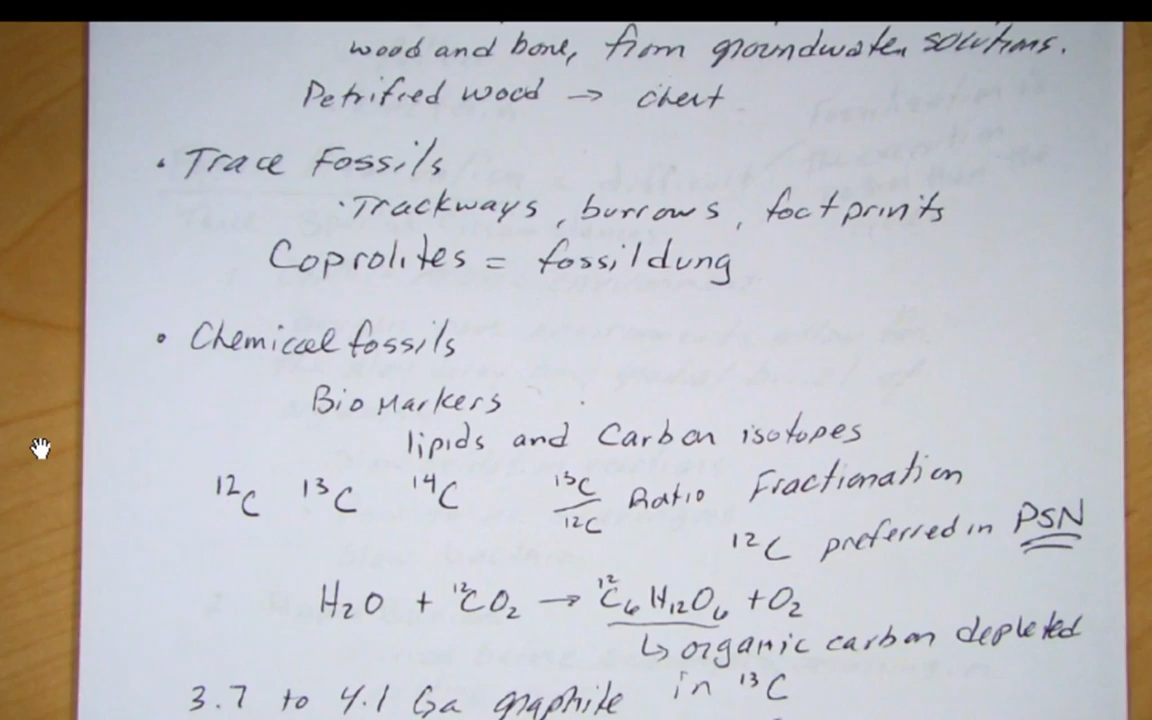 wood and bone, from groundwater solutions.
Petrified wood → chert
• Trace Fossils
• Trackways, burrows, footprints
Coprolites = fossil dung
• Chemical fossils
Bio Markers
lipids and Carbon isotopes
¹²C ¹³C ¹⁴C ¹³C/¹²C Ratio Fractionation
¹²C preferred in PSN
H₂O + ¹²CO₂ → ¹²C₆H₁₂O₆ + O₂
↳ organic carbon depleted
in ¹³C
3.7 to 4.1 Ga graphite